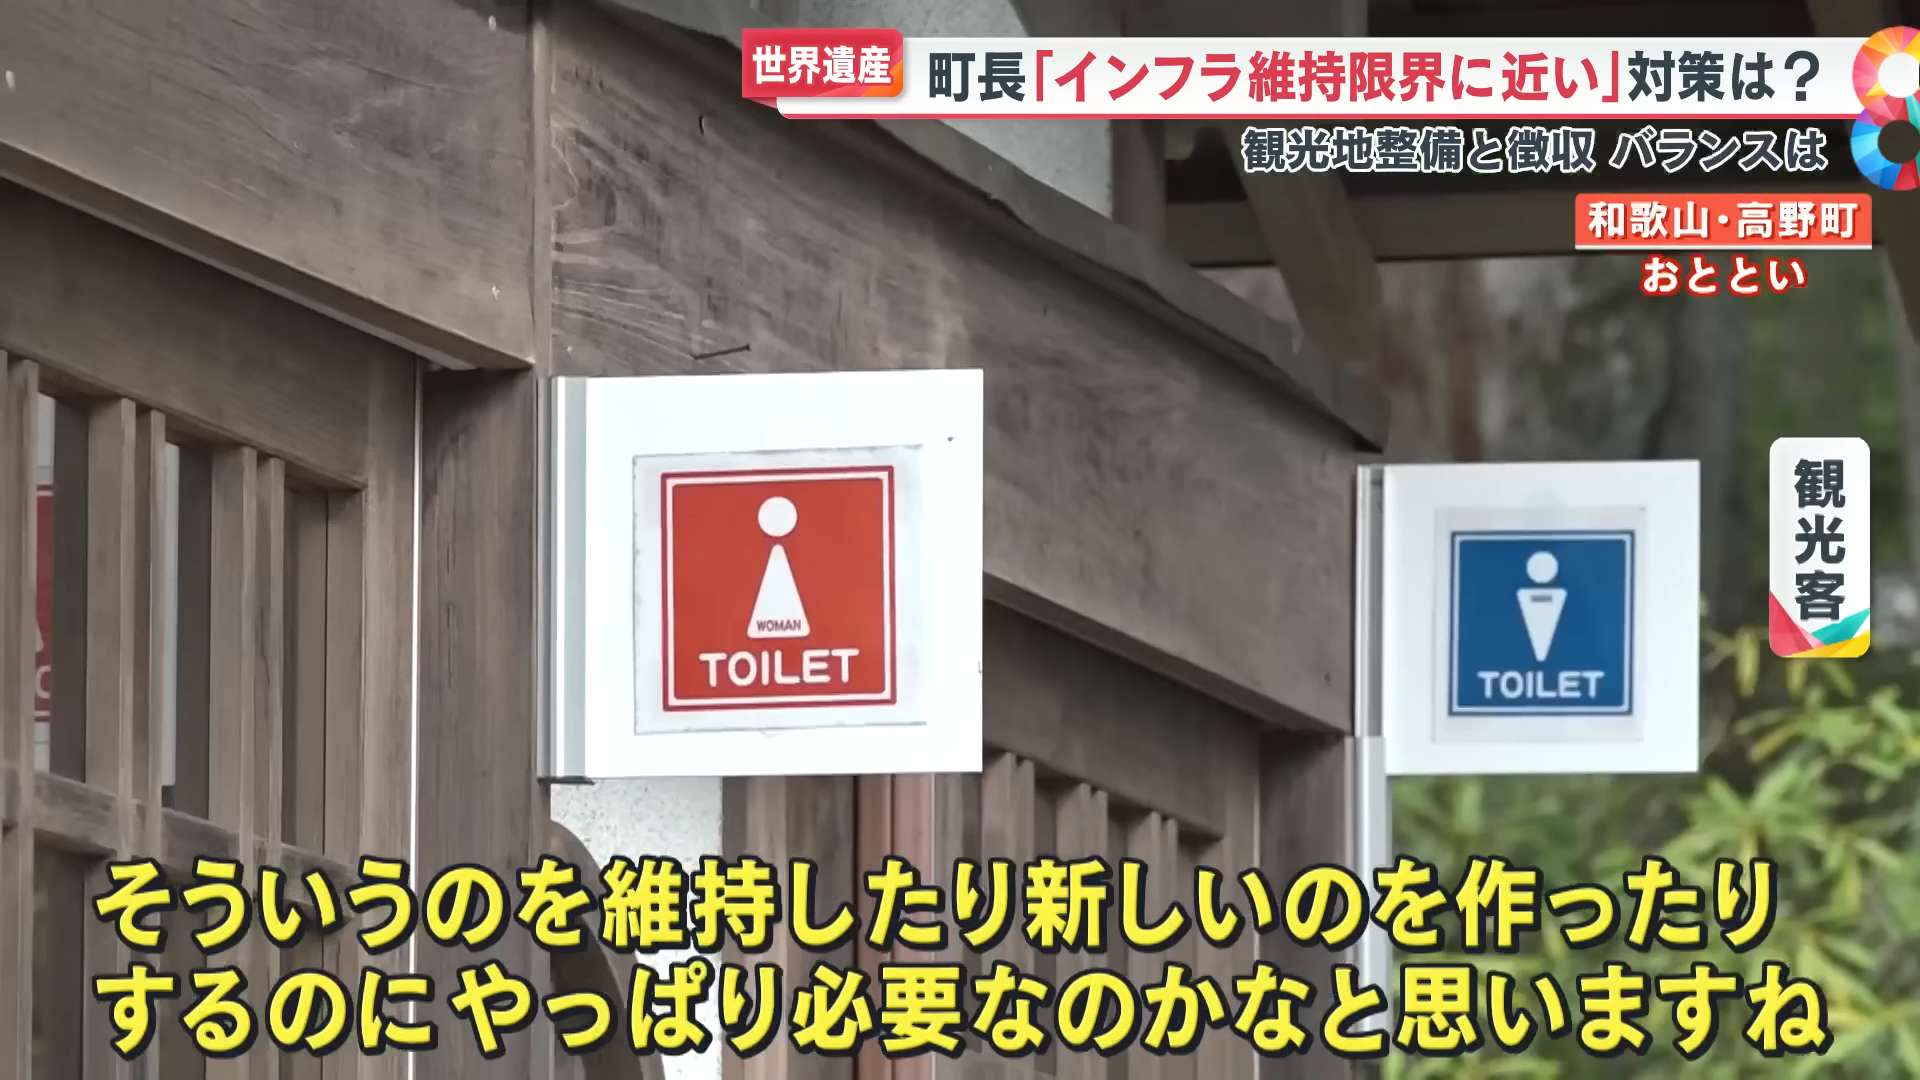 世界遺産
町長「インフラ維持限界に近い」対策は？
観光地整備と徴収 バランスは
和歌山・高野町
おととい
観光客
WOMAN
TOILET
TOILET
そういうのを維持したり新しいのを作ったり
するのにやっぱり必要なのかなと思いますね